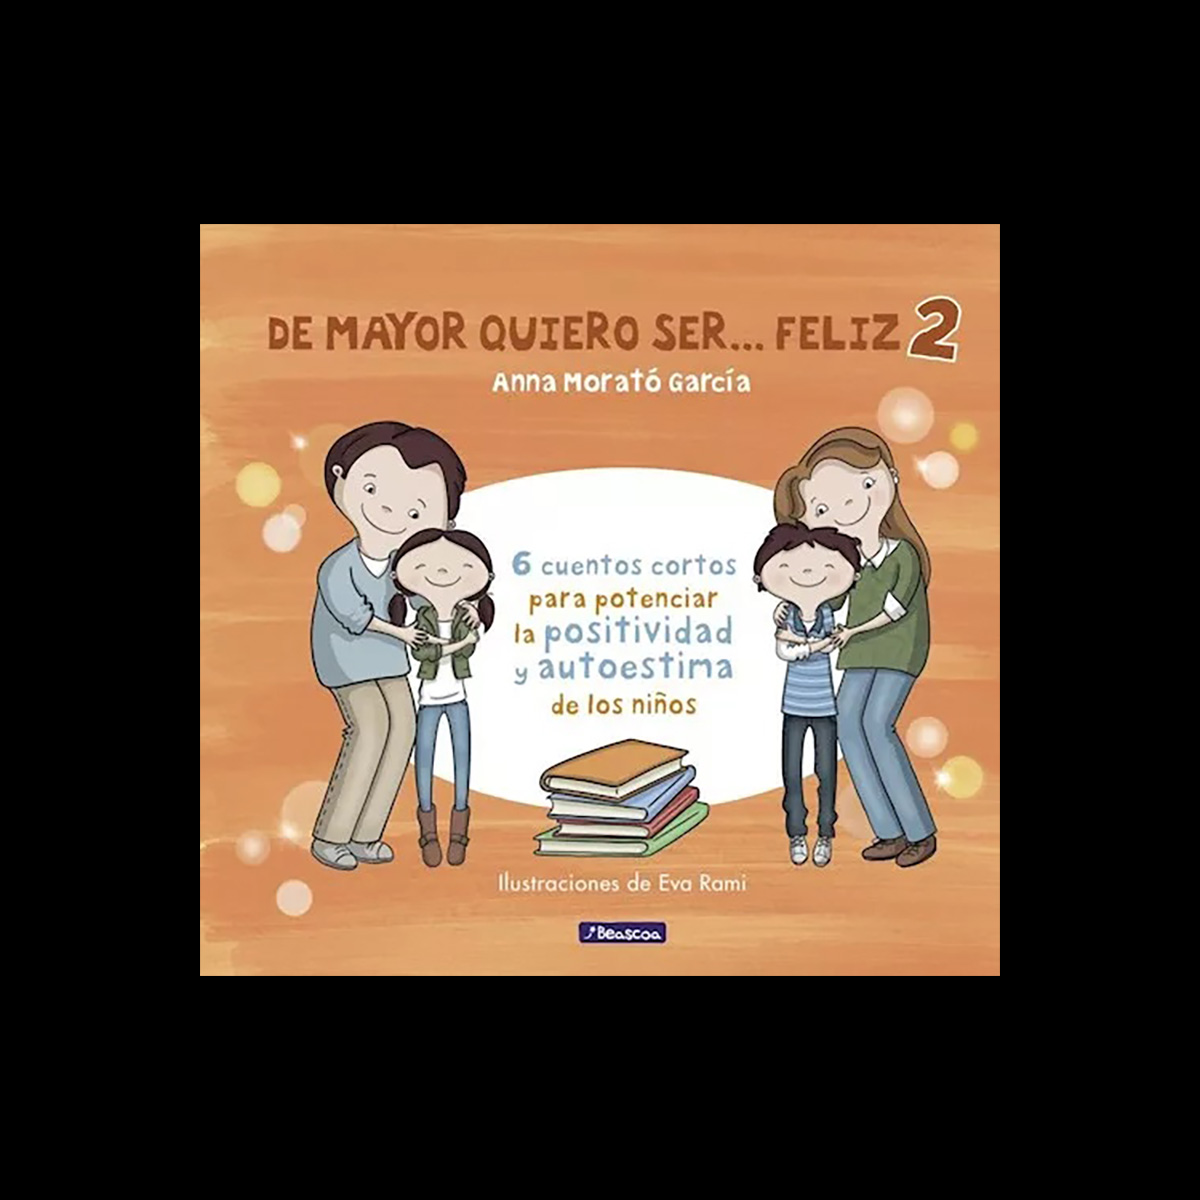 DE MAYOR QUIERO SER... FELIZ 2
Anna Morató García
6 cuentos cortos
para potenciar
la positividad
y autoestima
de los niños
Ilustraciones de Eva Rami
Beascoa